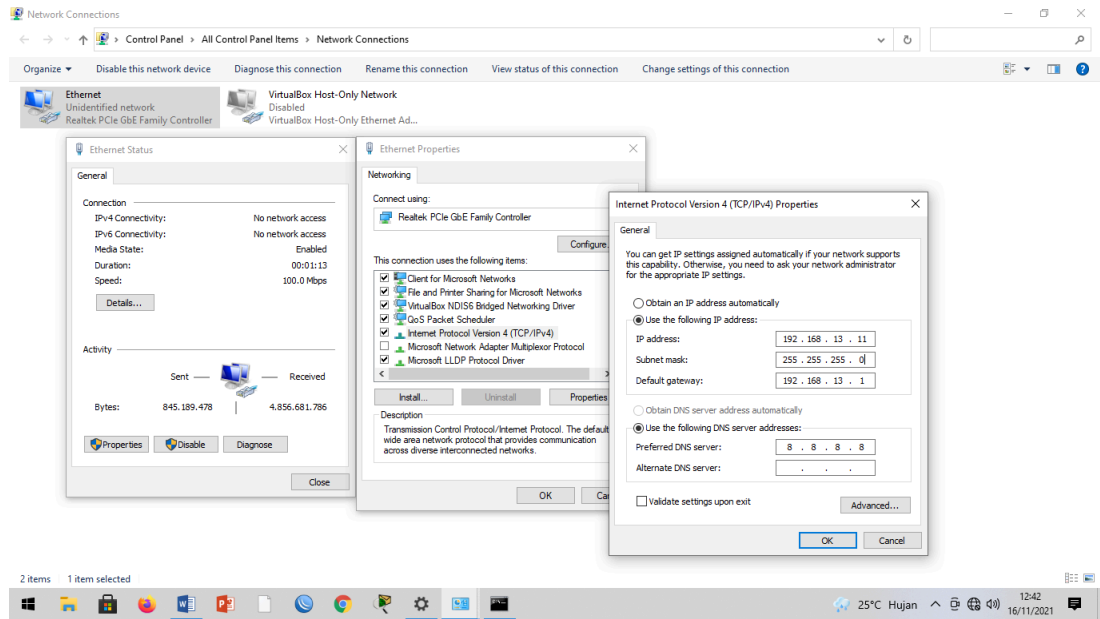 Network Connections
Control Panel > All Control Panel Items > Network Connections
Organize Disable this network device Diagnose this connection Rename this connection View status of this connection Change settings of this connection
Ethernet
Unidentified network
Realtek PCIe GbE Family Controller
VirtualBox Host-Only Network
Disabled
VirtualBox Host-Only Ethernet Ad...
Ethernet Status
General
Connection
IPv4 Connectivity: No network access
IPv6 Connectivity: No network access
Media State: Enabled
Duration: 00:01:13
Speed: 100.0 Mbps
Details...
Activity
Sent — — Received
Bytes: 845.189.478 4.856.681.786
Properties Disable Diagnose
Close
Ethernet Properties
Networking
Connect using:
Realtek PCIe GbE Family Controller
Configure.
This connection uses the following items:
Client for Microsoft Networks
File and Printer Sharing for Microsoft Networks
VirtualBox NDIS6 Bridged Networking Driver
QoS Packet Scheduler
Internet Protocol Version 4 (TCP/IPv4)
Microsoft Network Adapter Multiplexor Protocol
Microsoft LLDP Protocol Driver
Install... Uninstall Properties
Description
Transmission Control Protocol/Internet Protocol. The default
wide area network protocol that provides communication
across diverse interconnected networks.
OK Ca
Internet Protocol Version 4 (TCP/IPv4) Properties
General
You can get IP settings assigned automatically if your network supports
this capability. Otherwise, you need to ask your network administrator
for the appropriate IP settings.
Obtain an IP address automatically
Use the following IP address:
IP address: 192 . 168 . 13 . 11
Subnet mask: 255 . 255 . 255 . 0
Default gateway: 192 . 168 . 13 . 1
Obtain DNS server address automatically
Use the following DNS server addresses:
Preferred DNS server: 8 . 8 . 8 . 8
Alternate DNS server: . . .
Validate settings upon exit
Advanced...
OK Cancel
2 items 1 item selected
25°C Hujan
12:42
16/11/2021